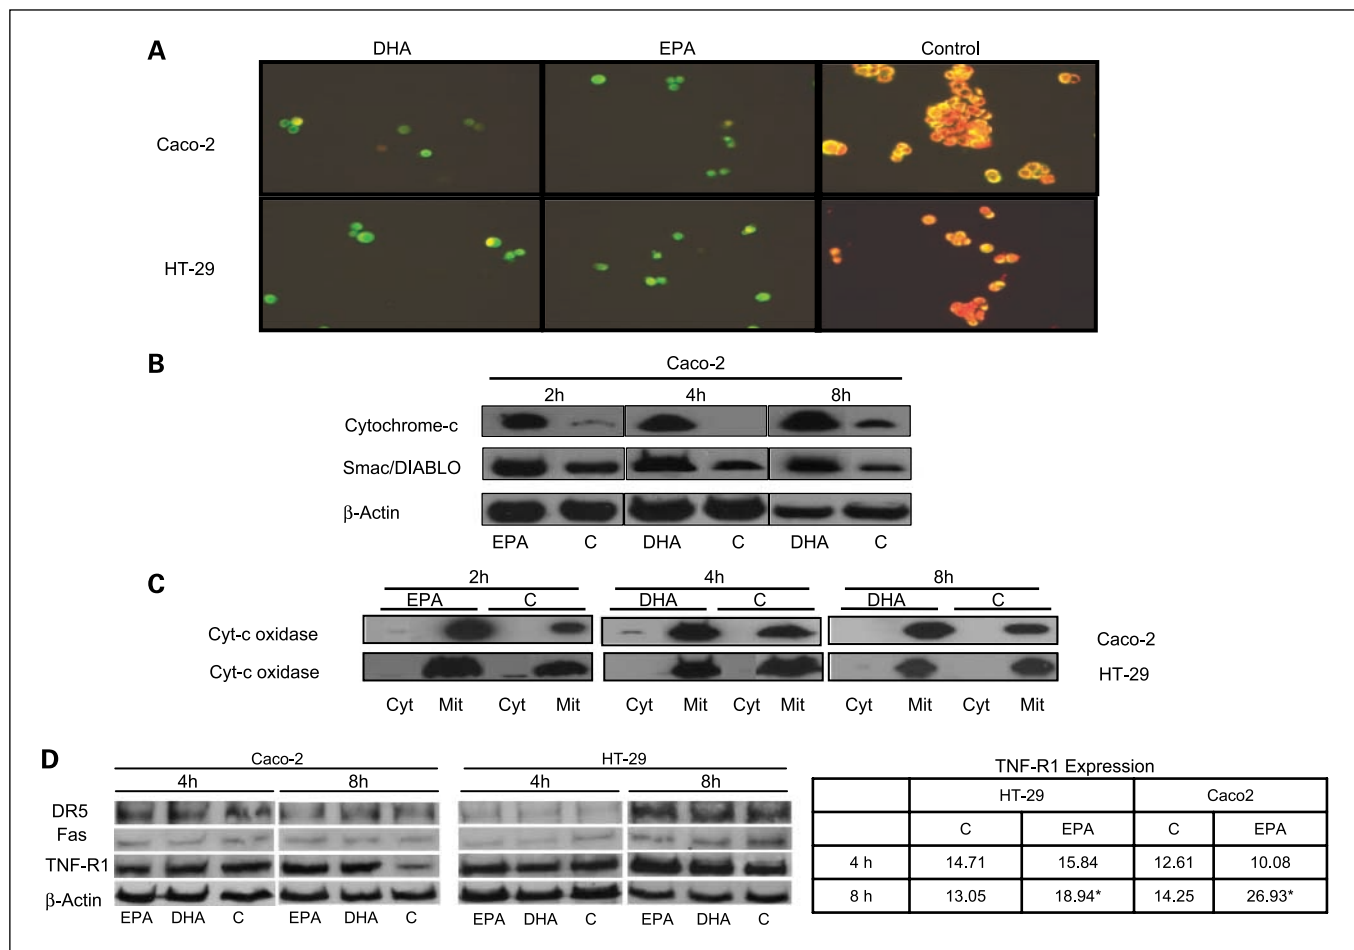 A
DHA EPA Control
Caco-2
HT-29
B
Caco-2
2h 4h 8h
Cytochrome-c
Smac/DIABLO
β-Actin
EPA C DHA C DHA C
C
2h 4h 8h
EPA C DHA C DHA C
Cyt-c oxidase Caco-2
Cyt-c oxidase HT-29
Cyt Mit Cyt Mit Cyt Mit Cyt Mit Cyt Mit Cyt Mit
D
Caco-2 HT-29
4h 8h 4h 8h
DR5
Fas
TNF-R1
β-Actin
EPA DHA C EPA DHA C EPA DHA C EPA DHA C
TNF-R1 Expression
HT-29 Caco2
C EPA C EPA
4 h 14.71 15.84 12.61 10.08
8 h 13.05 18.94* 14.25 26.93*